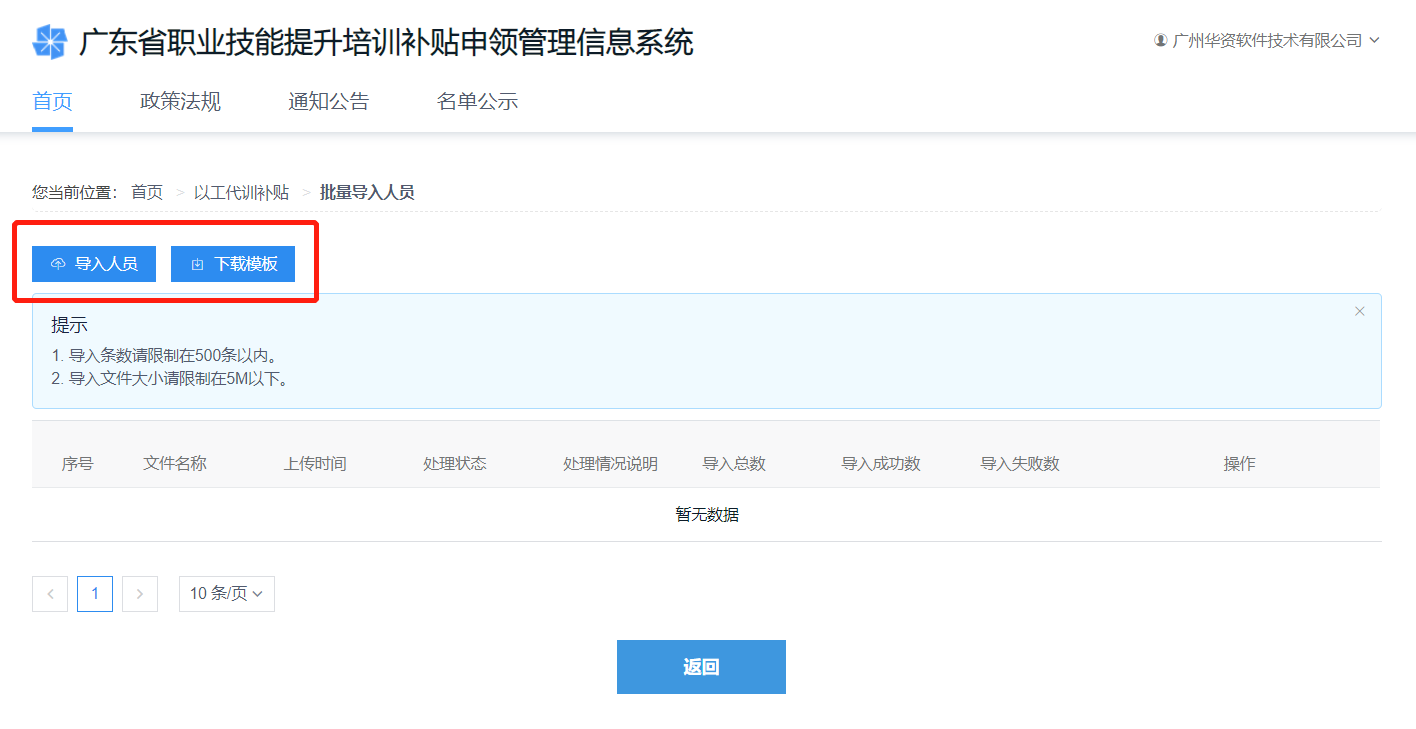 广东省职业技能提升培训补贴申领管理信息系统
广州华资软件技术有限公司
首页 政策法规 通知公告 名单公示
您当前位置： 首页 > 以工代训补贴 > 批量导入人员
导入人员 下载模板
提示
1. 导入条数请限制在500条以内。
2. 导入文件大小请限制在5M以下。
序号 文件名称 上传时间 处理状态 处理情况说明 导入总数 导入成功数 导入失败数 操作
暂无数据
< 1 > 10 条/页
返回